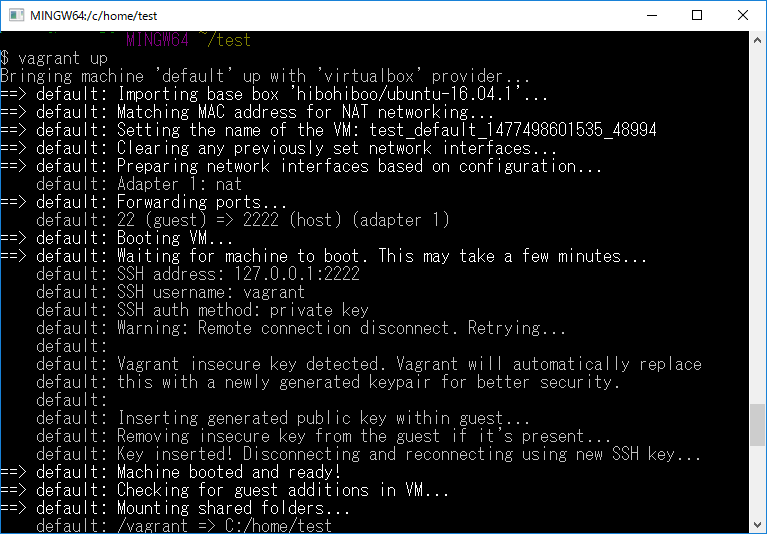 MINGW64:/c/home/test
MINGW64 ~/test
$ vagrant up
Bringing machine 'default' up with 'virtualbox' provider...
==> default: Importing base box 'hibohiboo/ubuntu-16.04.1'...
==> default: Matching MAC address for NAT networking...
==> default: Setting the name of the VM: test_default_1477498601535_48994
==> default: Clearing any previously set network interfaces...
==> default: Preparing network interfaces based on configuration...
    default: Adapter 1: nat
==> default: Forwarding ports...
    default: 22 (guest) => 2222 (host) (adapter 1)
==> default: Booting VM...
==> default: Waiting for machine to boot. This may take a few minutes...
    default: SSH address: 127.0.0.1:2222
    default: SSH username: vagrant
    default: SSH auth method: private key
    default: Warning: Remote connection disconnect. Retrying...
    default:
    default: Vagrant insecure key detected. Vagrant will automatically replace
    default: this with a newly generated keypair for better security.
    default:
    default: Inserting generated public key within guest...
    default: Removing insecure key from the guest if it's present...
    default: Key inserted! Disconnecting and reconnecting using new SSH key...
==> default: Machine booted and ready!
==> default: Checking for guest additions in VM...
==> default: Mounting shared folders...
    default: /vagrant => C:/home/test